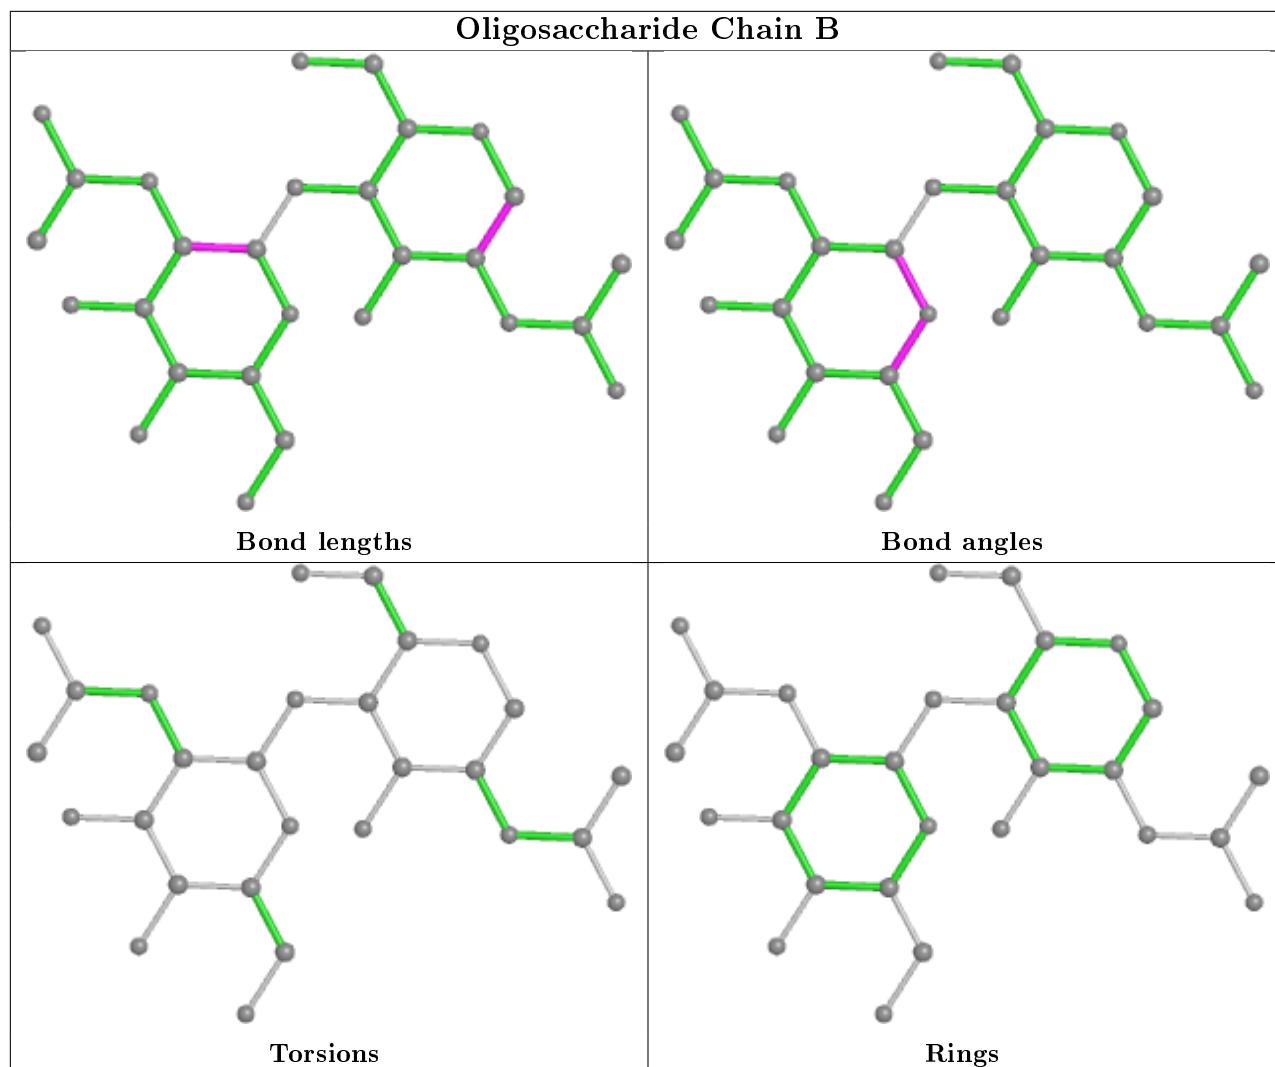 Oligosaccharide Chain B
Bond lengths
Bond angles
Torsions
Rings